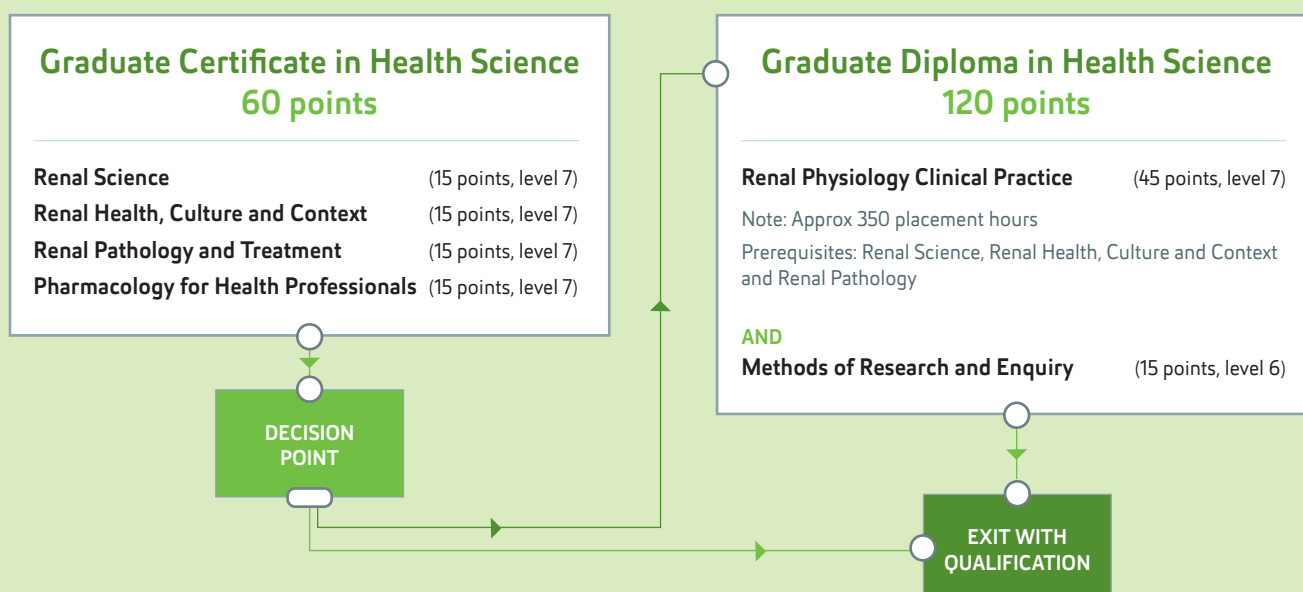 Graduate Certificate in Health Science
60 points
Renal Science (15 points, level 7)
Renal Health, Culture and Context (15 points, level 7)
Renal Pathology and Treatment (15 points, level 7)
Pharmacology for Health Professionals (15 points, level 7)
DECISION
POINT
Graduate Diploma in Health Science
120 points
Renal Physiology Clinical Practice (45 points, level 7)
Note: Approx 350 placement hours
Prerequisites: Renal Science, Renal Health, Culture and Context
and Renal Pathology
AND
Methods of Research and Enquiry (15 points, level 6)
EXIT WITH
QUALIFICATION